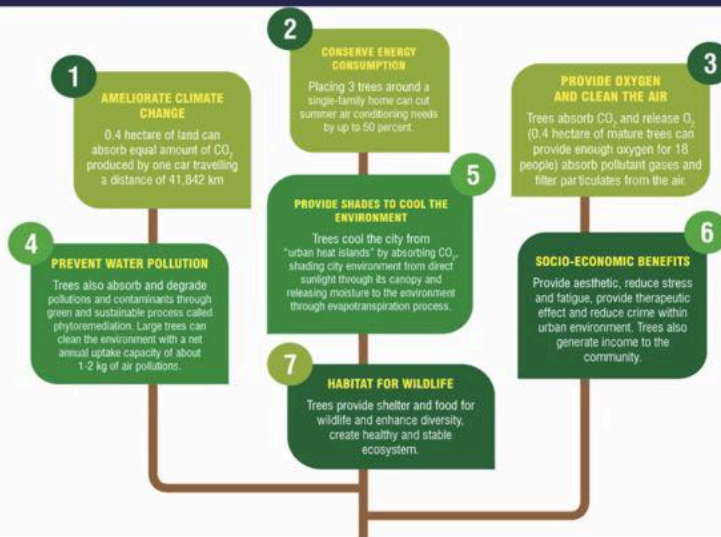 1
AMELIORATE CLIMATE
CHANGE
0.4 hectare of land can
absorb equal amount of CO₂
produced by one car travelling
a distance of 41,842 km
2
CONSERVE ENERGY
CONSUMPTION
Placing 3 trees around a
single-family home can cut
summer air conditioning needs
by up to 50 percent.
3
PROVIDE OXYGEN
AND CLEAN THE AIR
Trees absorb CO₂ and release O₂
(0.4 hectare of mature trees can
provide enough oxygen for 18
people) absorb pollutant gases and
filter particulates from the air.
4
PREVENT WATER POLLUTION
Trees also absorb and degrade
pollutions and contaminants through
green and sustainable process called
phytoremediation. Large trees can
clean the environment with a net
annual uptake capacity of about
1-2 kg of air pollutions.
5
PROVIDE SHADES TO COOL THE
ENVIRONMENT
Trees cool the city from
"urban heat islands" by absorbing CO₂,
shading city environment from direct
sunlight through its canopy and
releasing moisture to the environment
through evapotranspiration process.
6
SOCIO-ECONOMIC BENEFITS
Provide aesthetic, reduce stress
and fatigue, provide therapeutic
effect and reduce crime within
urban environment. Trees also
generate income to the
community.
7
HABITAT FOR WILDLIFE
Trees provide shelter and food for
wildlife and enhance diversity,
create healthy and stable
ecosystem.